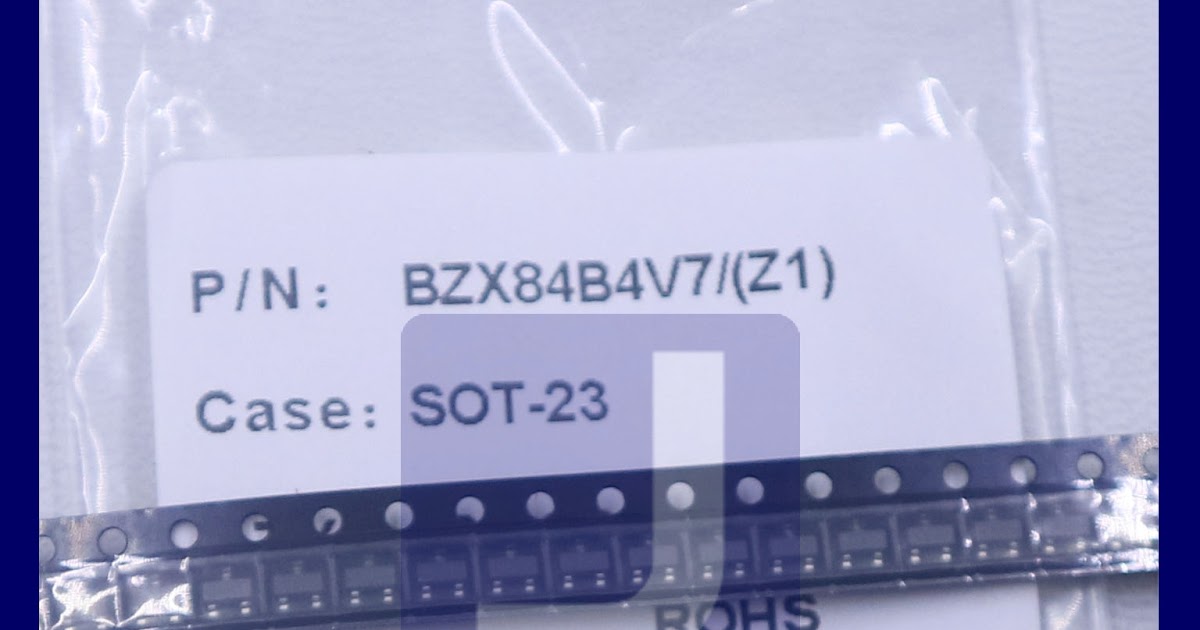 P/N: BZX84B4V7/(Z1)
Case: SOT-23
J
ROHS